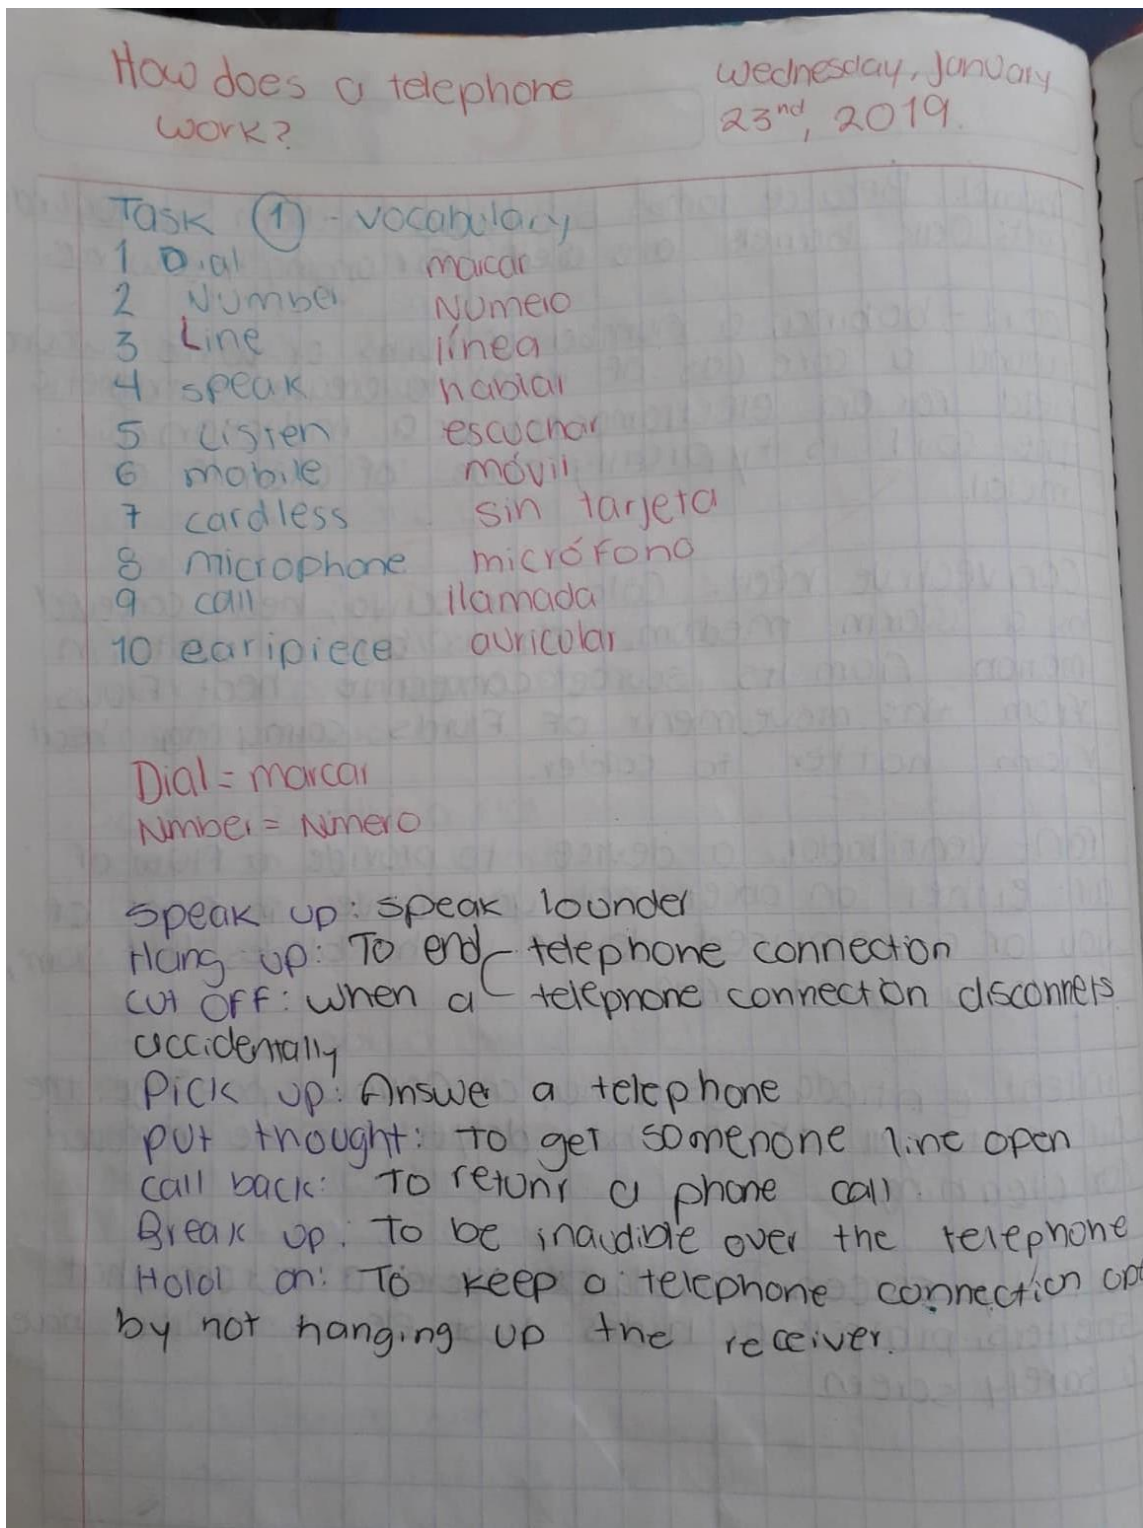 How does a telephone
work?
Wednesday, January
23nd, 2019.
Task 1 - vocabulary
1 Dial marcar
2 Number Numero
3 Line línea
4 speak hablar
5 Listen escuchar
6 mobile móvil
7 cardless sin tarjeta
8 microphone micrófono
9 call llamada
10 earipiece auricular
Dial = marcar
Nmber = Nimero
Speak up: speak lounder
Hang up: To end telephone connection
cut off: when a telephone connection disconnets
accidentally
Pick up: Answe a telephone
put thought: to get somenone line open
call back: To retunr a phone call.
Break up: To be inaudible over the telephone
Hold on: To keep a telephone connection ope
by not hanging up the receiver.